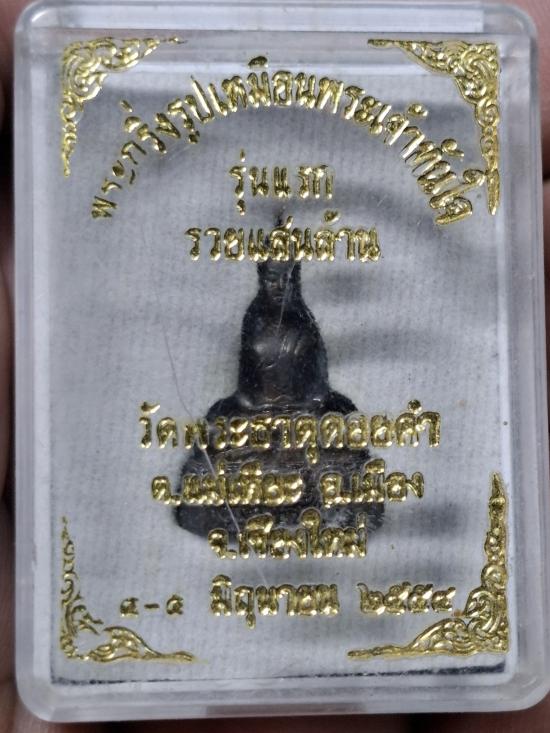 พระกริ่งรูปเหมือนพระเจ้าทันใจ
รุ่นแรก
รวยแสนล้าน
วัดพระธาตุดอยคำ
ต.แม่เหียะ อ.เมือง
จ.เชียงใหม่
๔-๕ มิถุนายน ๒๕๕๔